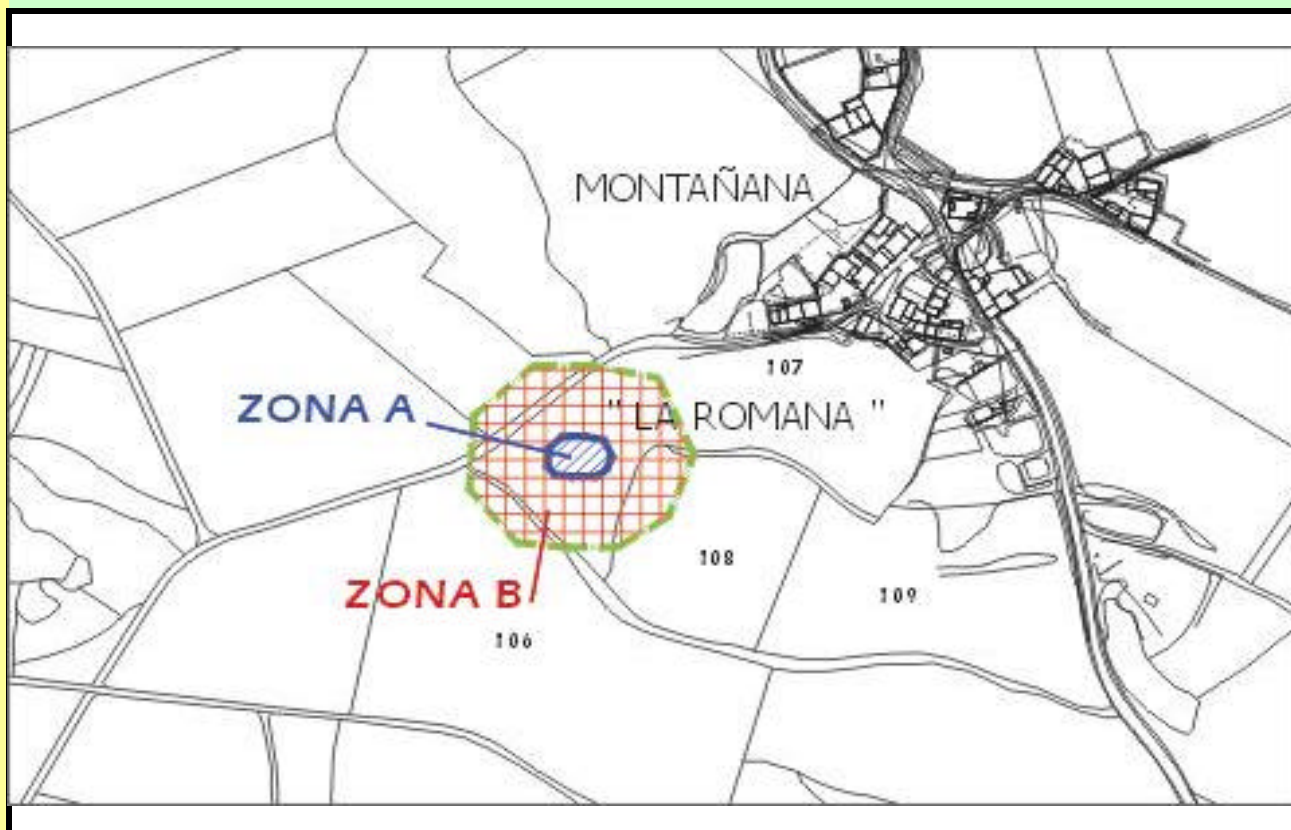 MONTAÑANA
107
ZONA A
" LA ROMANA "
108
ZONA B
109
106